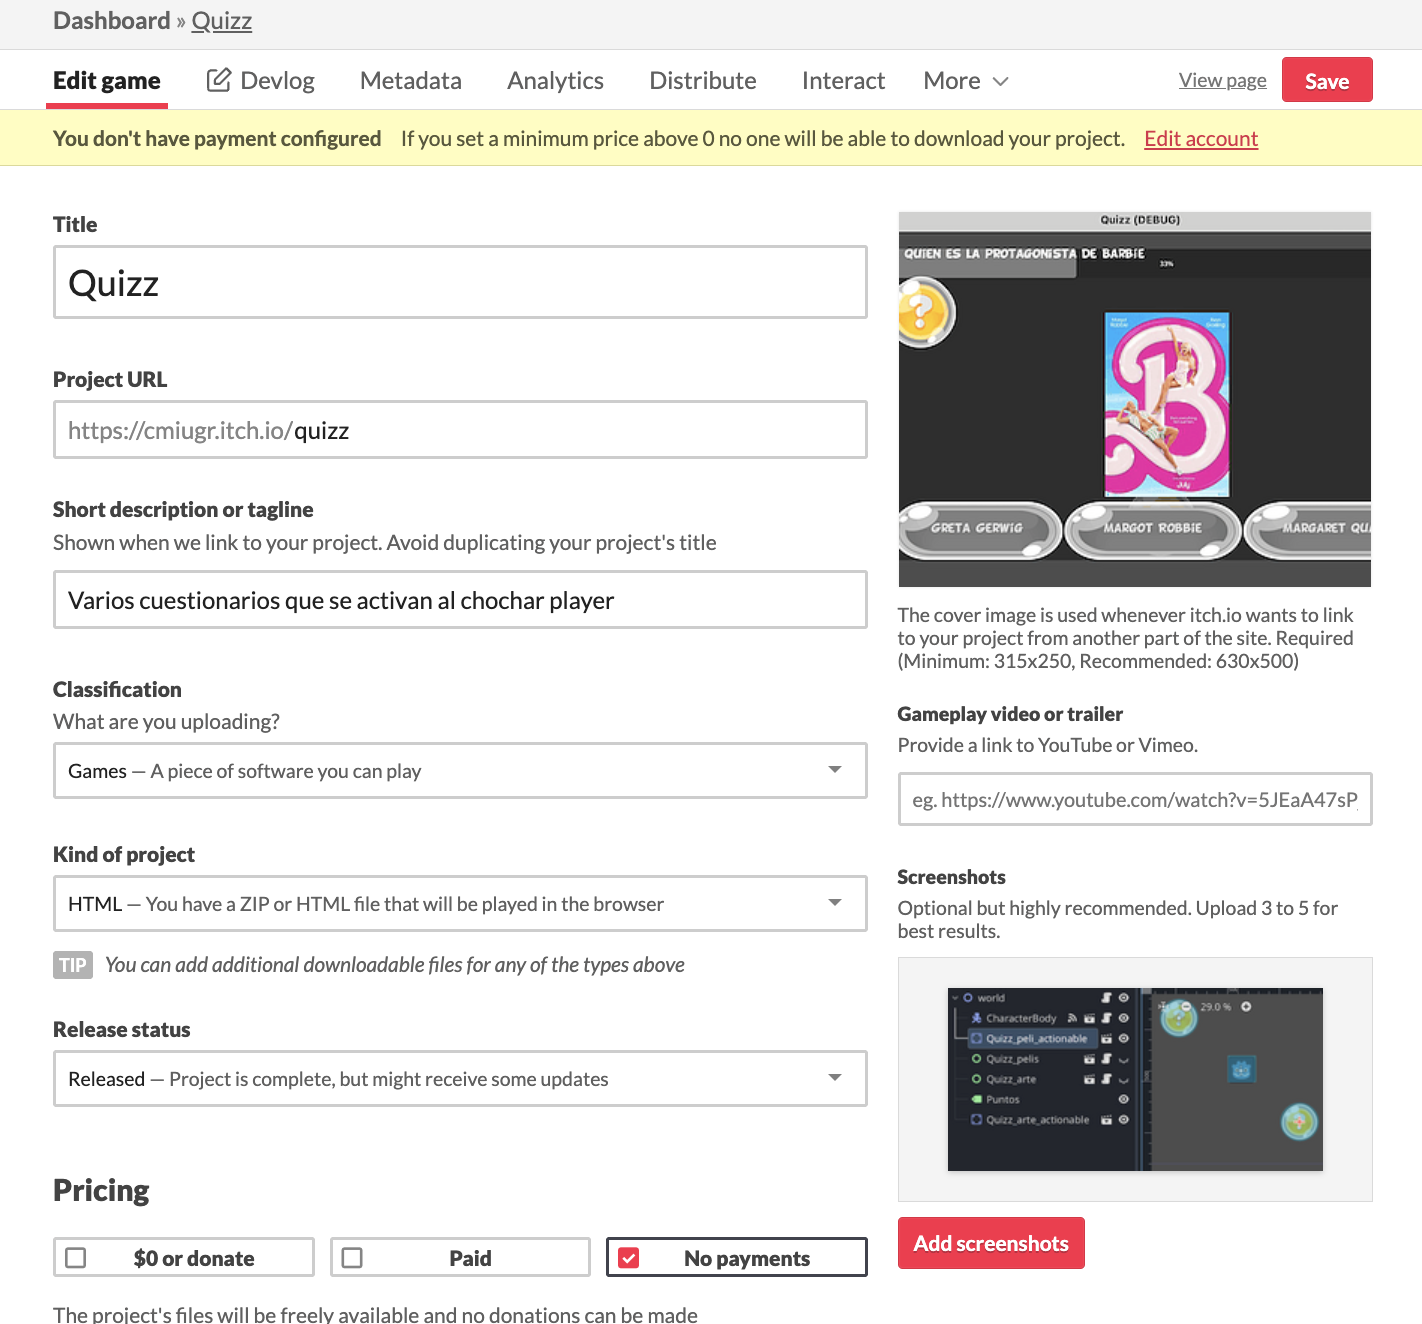 Dashboard » Quizz
Edit game
Devlog
Metadata
Analytics
Distribute
Interact
More
View page
Save
You don't have payment configured If you set a minimum price above 0 no one will be able to download your project. Edit account
Title
Quizz
Project URL
https://cmiugr.itch.io/quizz
Short description or tagline
Shown when we link to your project. Avoid duplicating your project's title
Varios cuestionarios que se activan al chochar player
Classification
What are you uploading?
Games — A piece of software you can play
Kind of project
HTML — You have a ZIP or HTML file that will be played in the browser
TIP You can add additional downloadable files for any of the types above
Release status
Released — Project is complete, but might receive some updates
Pricing
$0 or donate
Paid
No payments
The project's files will be freely available and no donations can be made
Quizz (DEBUG)
QUIEN ES LA PROTAGONISTA DE BARBIE
33%
?
B
July
GRETA GERWIG
MARGOT ROBBIE
MARGARET QUA
The cover image is used whenever itch.io wants to link
to your project from another part of the site. Required
(Minimum: 315x250, Recommended: 630x500)
Gameplay video or trailer
Provide a link to YouTube or Vimeo.
eg. https://www.youtube.com/watch?v=5JEaA47sP
Screenshots
Optional but highly recommended. Upload 3 to 5 for
best results.
world
CharacterBody
Quizz_peli_actionable
Quizz_pelis
Quizz_arte
Puntos
Quizz_arte_actionable
29.0 %
Add screenshots